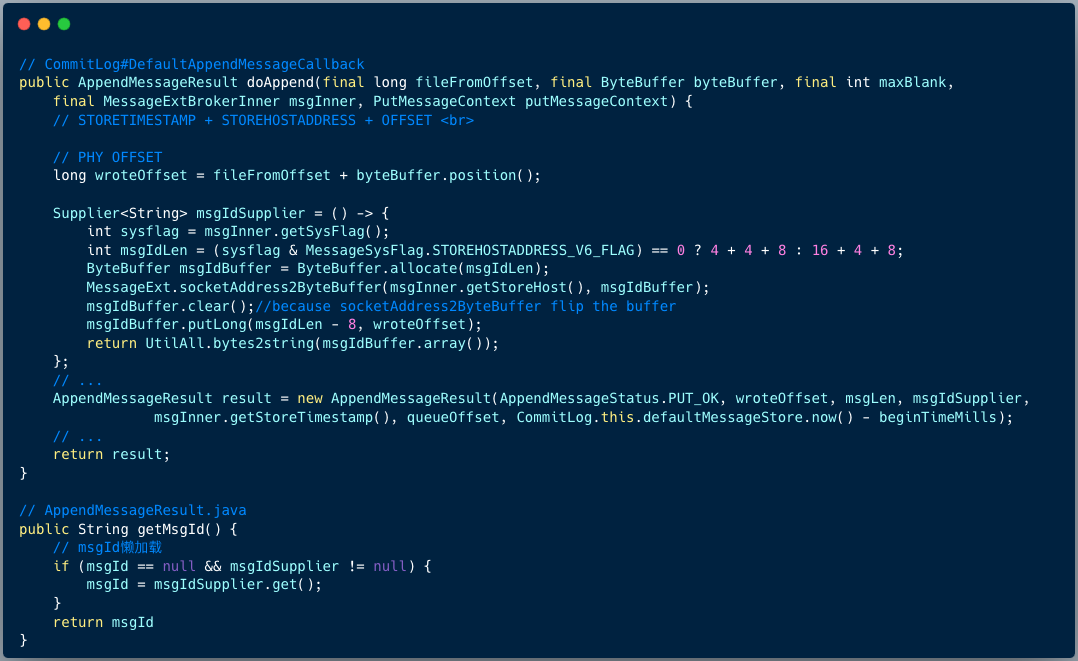 // CommitLog#DefaultAppendMessageCallback
public AppendMessageResult doAppend(final long fileFromOffset, final ByteBuffer byteBuffer, final int maxBlank,
    final MessageExtBrokerInner msgInner, PutMessageContext putMessageContext) {
    // STORETIMESTAMP + STOREHOSTADDRESS + OFFSET <br>

    // PHY OFFSET
    long wroteOffset = fileFromOffset + byteBuffer.position();

    Supplier<String> msgIdSupplier = () -> {
        int sysflag = msgInner.getSysFlag();
        int msgIdLen = (sysflag & MessageSysFlag.STOREHOSTADDRESS_V6_FLAG) == 0 ? 4 + 4 + 8 : 16 + 4 + 8;
        ByteBuffer msgIdBuffer = ByteBuffer.allocate(msgIdLen);
        MessageExt.socketAddress2ByteBuffer(msgInner.getStoreHost(), msgIdBuffer);
        msgIdBuffer.clear();//because socketAddress2ByteBuffer flip the buffer
        msgIdBuffer.putLong(msgIdLen - 8, wroteOffset);
        return UtilAll.bytes2string(msgIdBuffer.array());
    };
    // ...
    AppendMessageResult result = new AppendMessageResult(AppendMessageStatus.PUT_OK, wroteOffset, msgLen, msgIdSupplier,
                msgInner.getStoreTimestamp(), queueOffset, CommitLog.this.defaultMessageStore.now() - beginTimeMills);
    // ...
    return result;
}

// AppendMessageResult.java
public String getMsgId() {
    // msgId懒加载
    if (msgId == null && msgIdSupplier != null) {
        msgId = msgIdSupplier.get();
    }
    return msgId
}